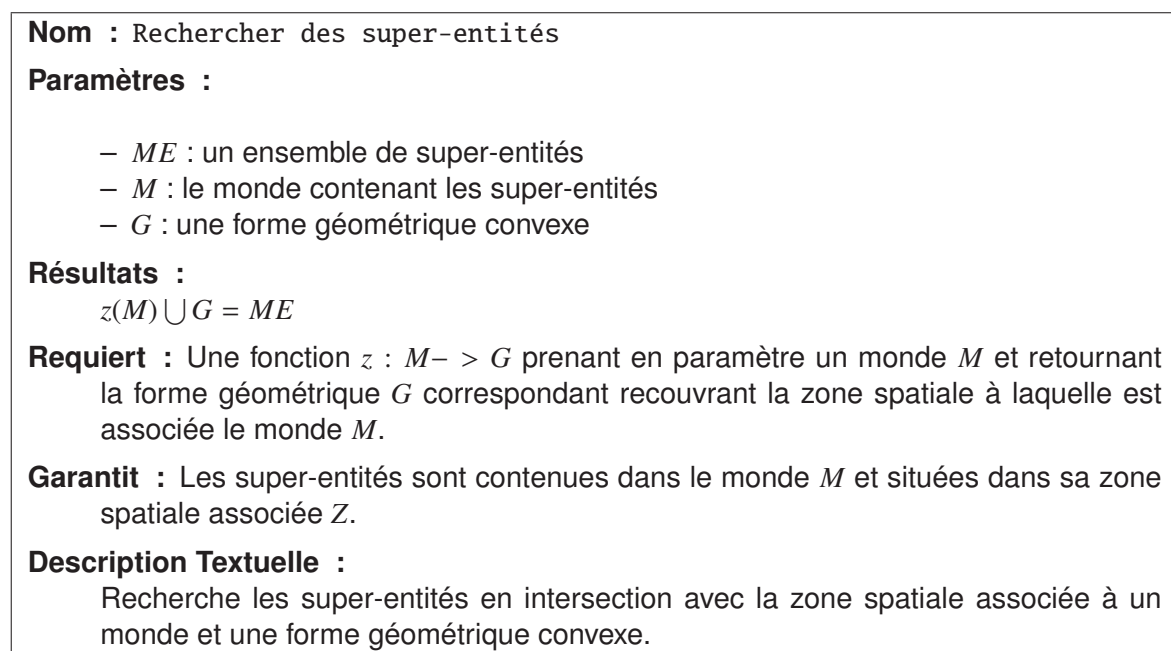 Nom : Rechercher des super-entités
Paramètres :
– ME : un ensemble de super-entités
– M : le monde contenant les super-entités
– G : une forme géométrique convexe
Résultats :
z(M) ⋃ G = ME
Requiert : Une fonction z : M− > G prenant en paramètre un monde M et retournant
la forme géométrique G correspondant recouvrant la zone spatiale à laquelle est
associée le monde M.
Garantit : Les super-entités sont contenues dans le monde M et situées dans sa zone
spatiale associée Z.
Description Textuelle :
Recherche les super-entités en intersection avec la zone spatiale associée à un
monde et une forme géométrique convexe.